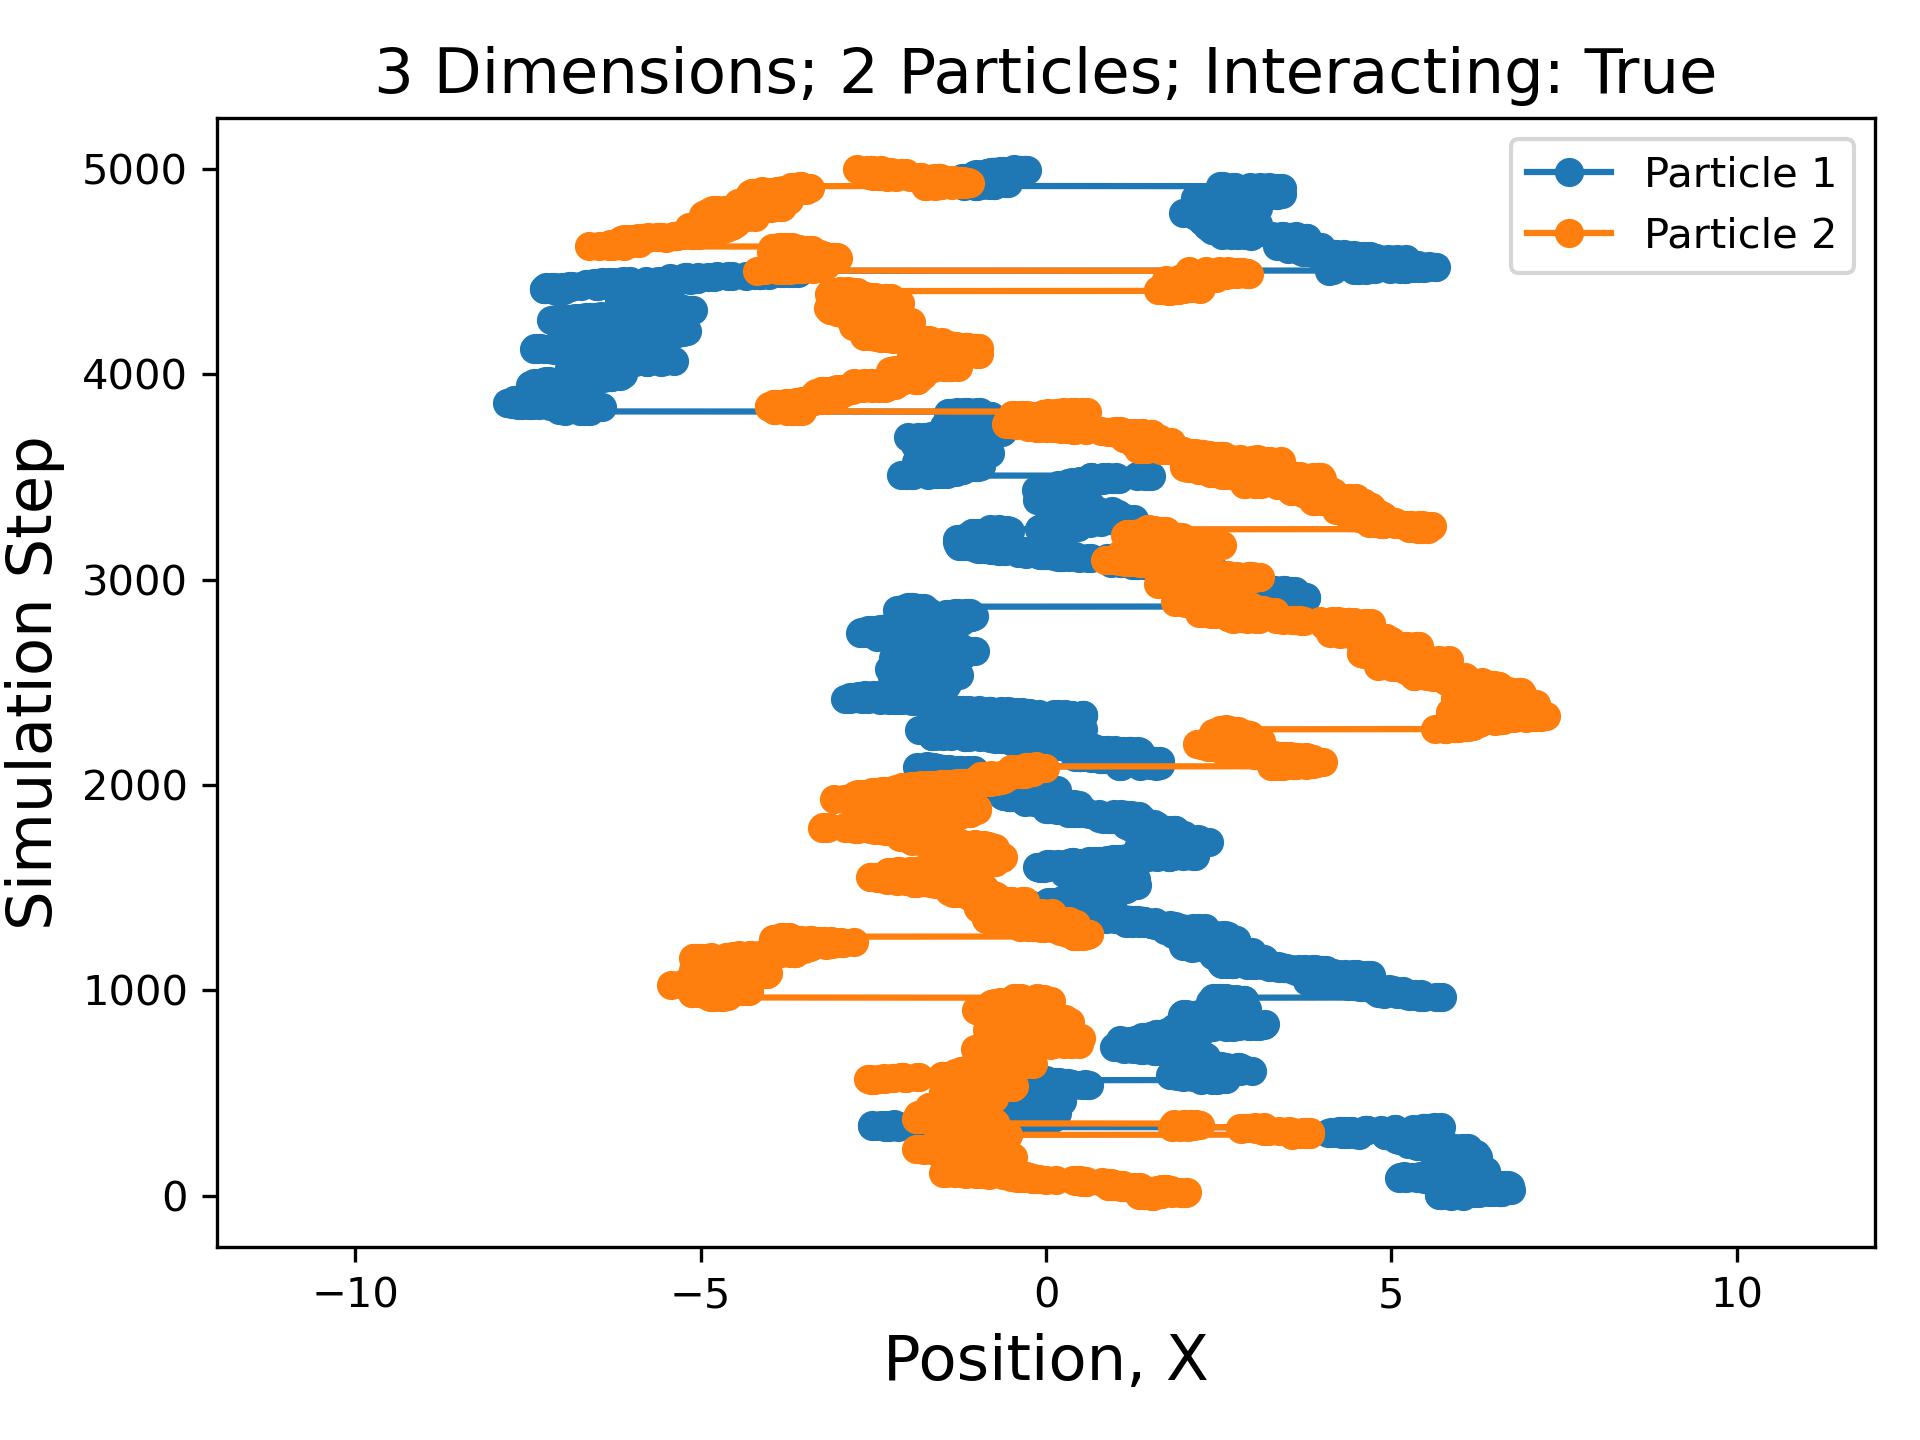 3 Dimensions; 2 Particles; Interacting: True
Particle 1
Particle 2
5000
4000
3000
2000
1000
0
Simulation Step
−10
−5
0
5
10
Position, X